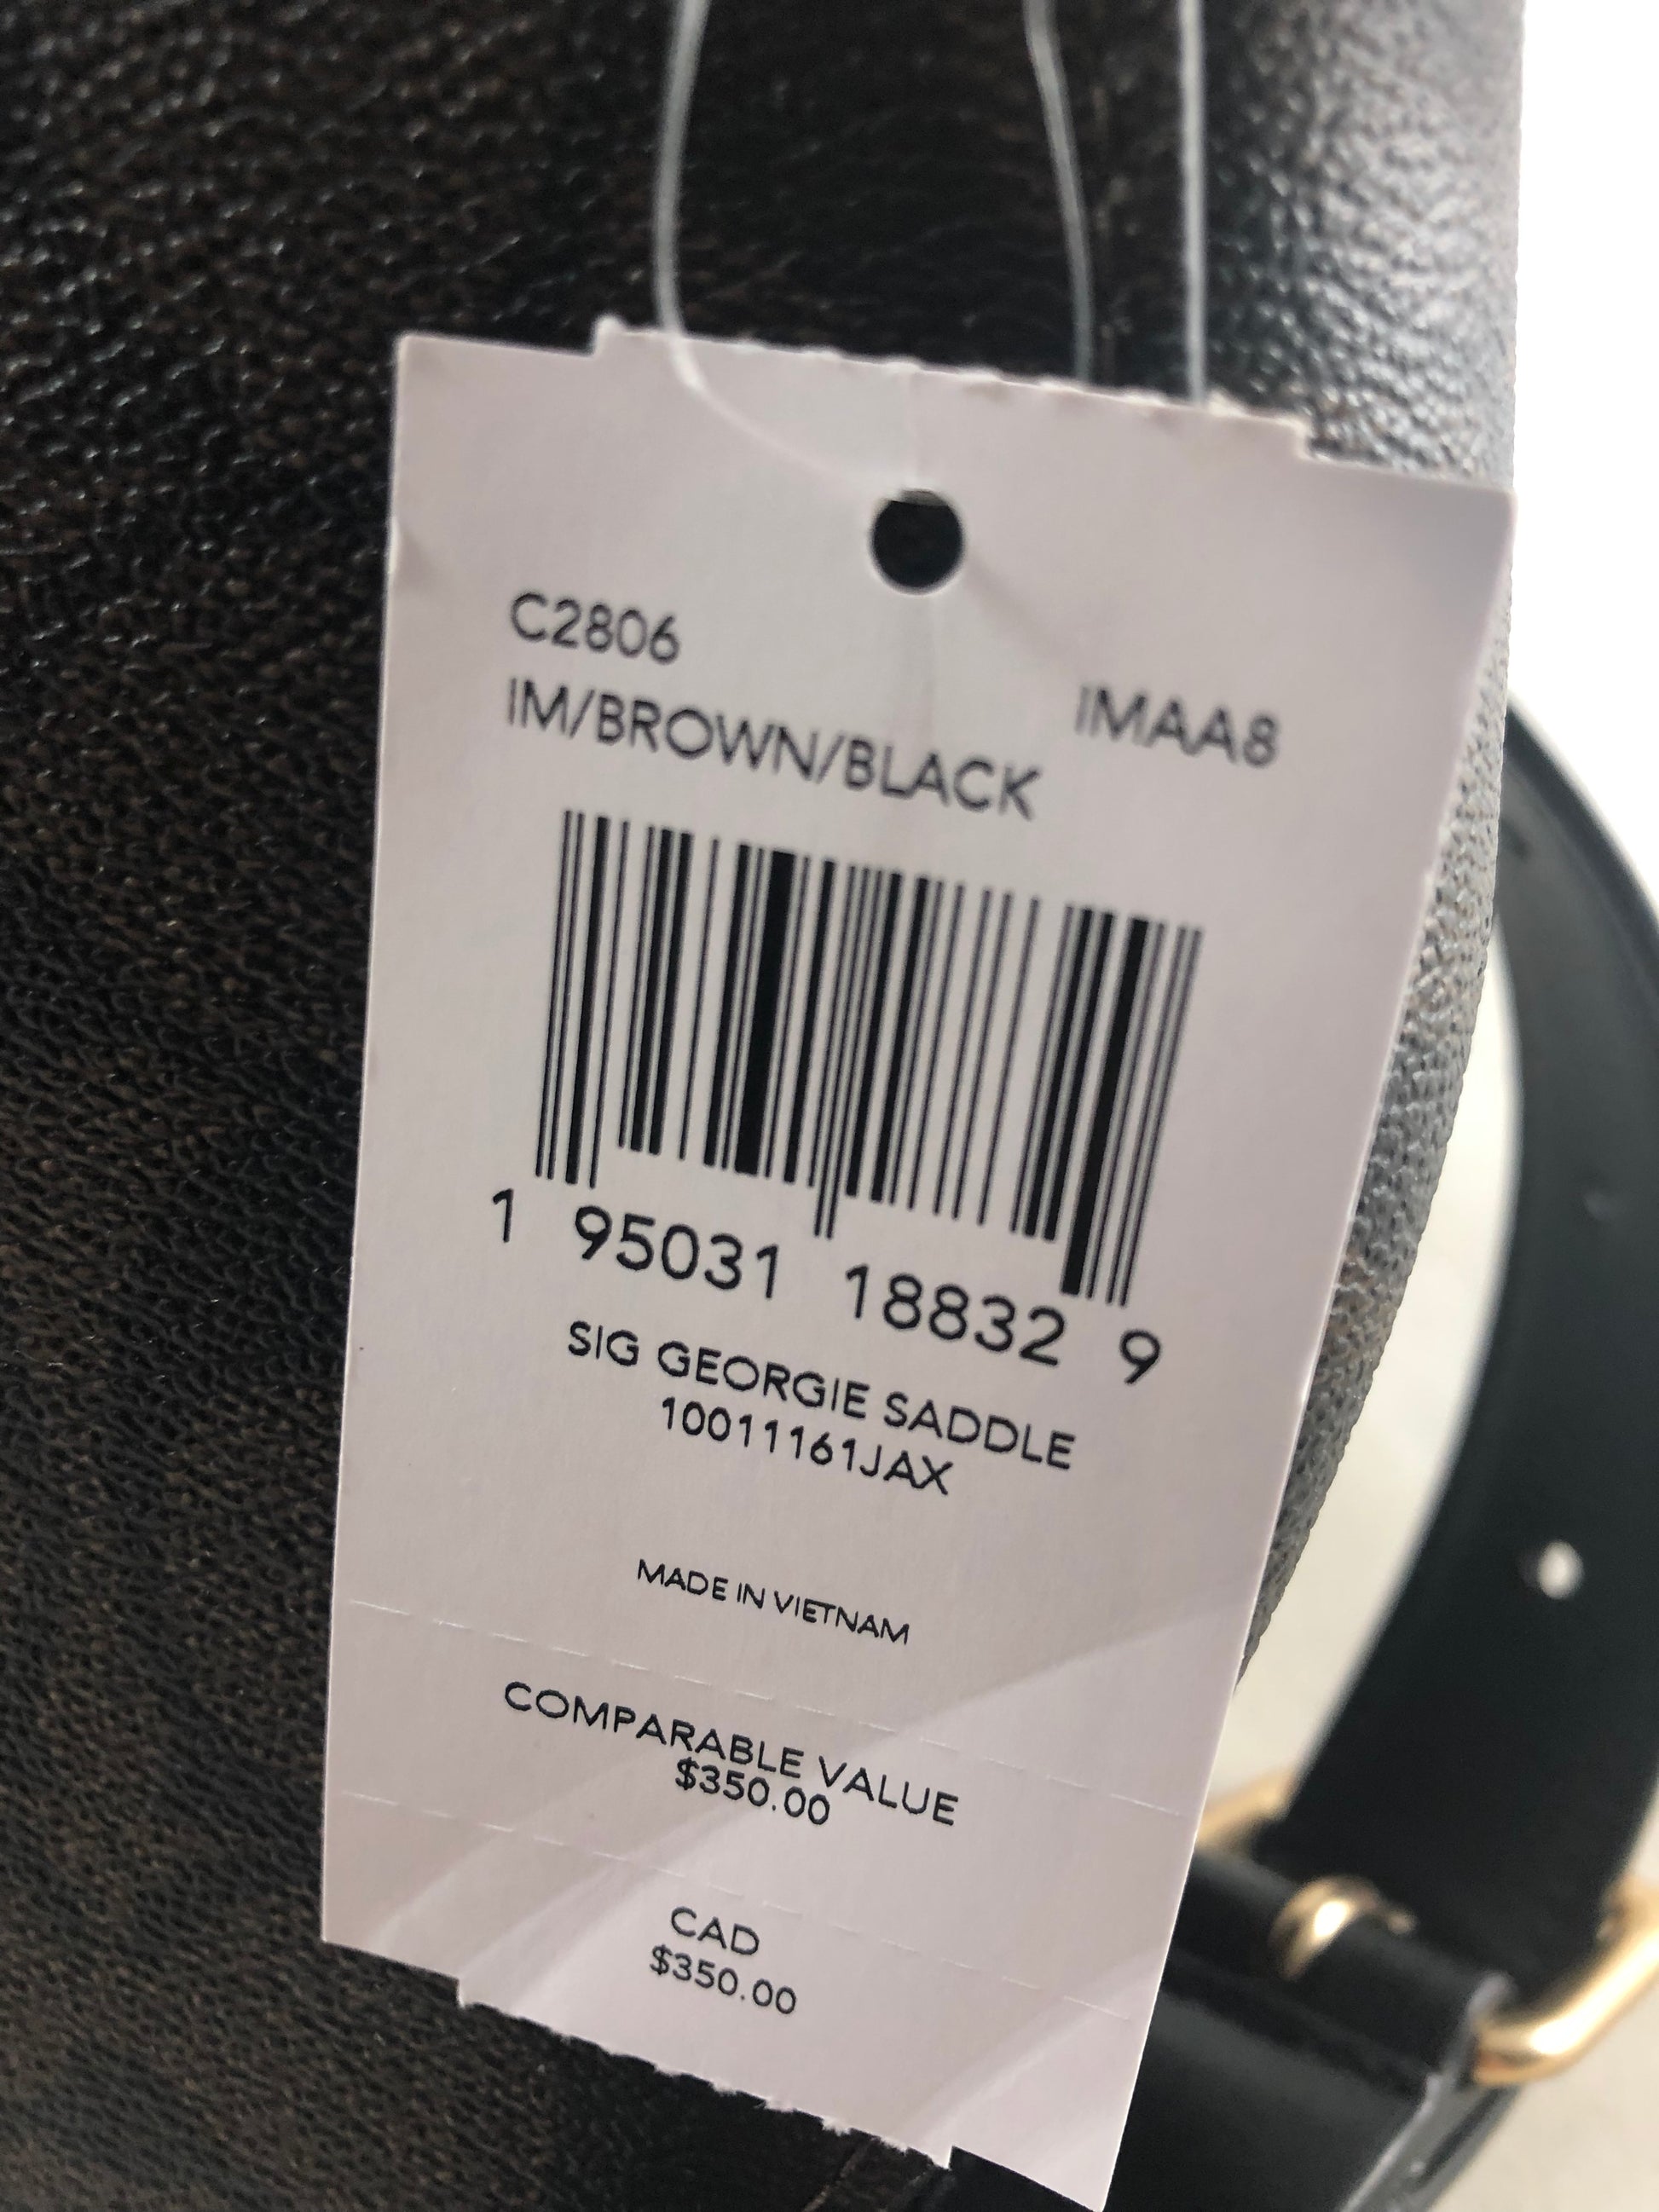 C2806
IM/BROWN/BLACK IMAA8
1 95031 18832 9
SIG GEORGIE SADDLE
10011161JAX
MADE IN VIETNAM
COMPARABLE VALUE
$350.00
CAD
$350.00